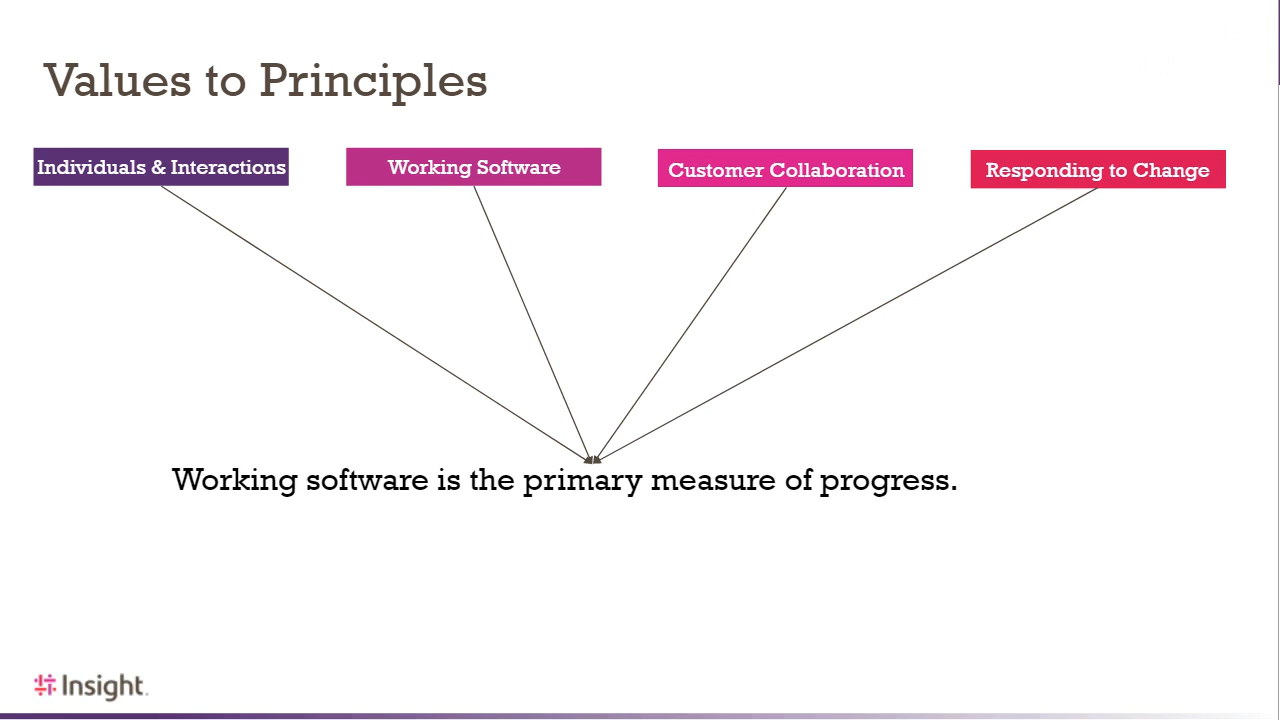 Values to Principles
Individuals & Interactions
Working Software
Customer Collaboration
Responding to Change
Working software is the primary measure of progress.
Insight.